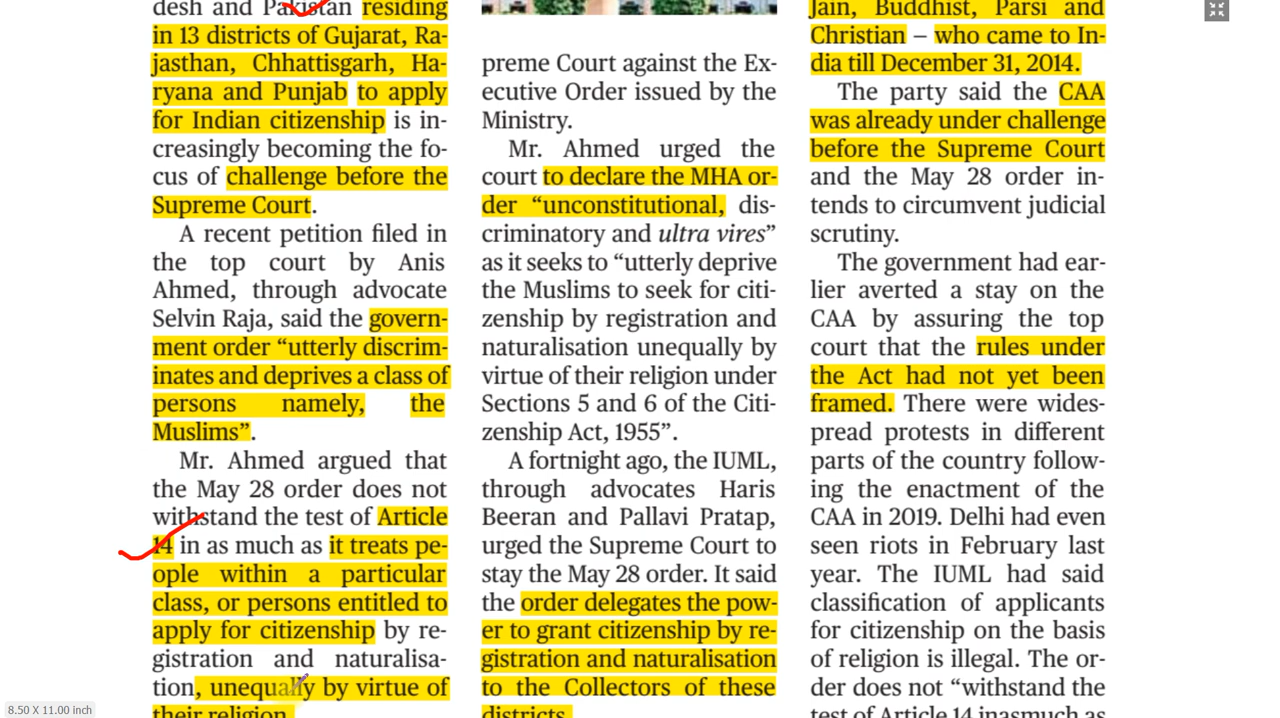 desh and Pakistan residing
in 13 districts of Gujarat, Ra-
jasthan, Chhattisgarh, Ha-
ryana and Punjab to apply
for Indian citizenship is in-
creasingly becoming the fo-
cus of challenge before the
Supreme Court.
A recent petition filed in
the top court by Anis
Ahmed, through advocate
Selvin Raja, said the govern-
ment order “utterly discrim-
inates and deprives a class of
persons namely, the
Muslims”.
Mr. Ahmed argued that
the May 28 order does not
withstand the test of Article
14 in as much as it treats pe-
ople within a particular
class, or persons entitled to
apply for citizenship by re-
gistration and naturalisa-
tion, unequally by virtue of
their religion.
preme Court against the Ex-
ecutive Order issued by the
Ministry.
Mr. Ahmed urged the
court to declare the MHA or-
der “unconstitutional, dis-
criminatory and ultra vires”
as it seeks to “utterly deprive
the Muslims to seek for citi-
zenship by registration and
naturalisation unequally by
virtue of their religion under
Sections 5 and 6 of the Citi-
zenship Act, 1955”.
A fortnight ago, the IUML,
through advocates Haris
Beeran and Pallavi Pratap,
urged the Supreme Court to
stay the May 28 order. It said
the order delegates the pow-
er to grant citizenship by re-
gistration and naturalisation
to the Collectors of these
districts.
Jain, Buddhist, Parsi and
Christian – who came to In-
dia till December 31, 2014.
The party said the CAA
was already under challenge
before the Supreme Court
and the May 28 order in-
tends to circumvent judicial
scrutiny.
The government had ear-
lier averted a stay on the
CAA by assuring the top
court that the rules under
the Act had not yet been
framed. There were wides-
pread protests in different
parts of the country follow-
ing the enactment of the
CAA in 2019. Delhi had even
seen riots in February last
year. The IUML had said
classification of applicants
for citizenship on the basis
of religion is illegal. The or-
der does not “withstand the
test of Article 14 inasmuch as
8.50 X 11.00 inch